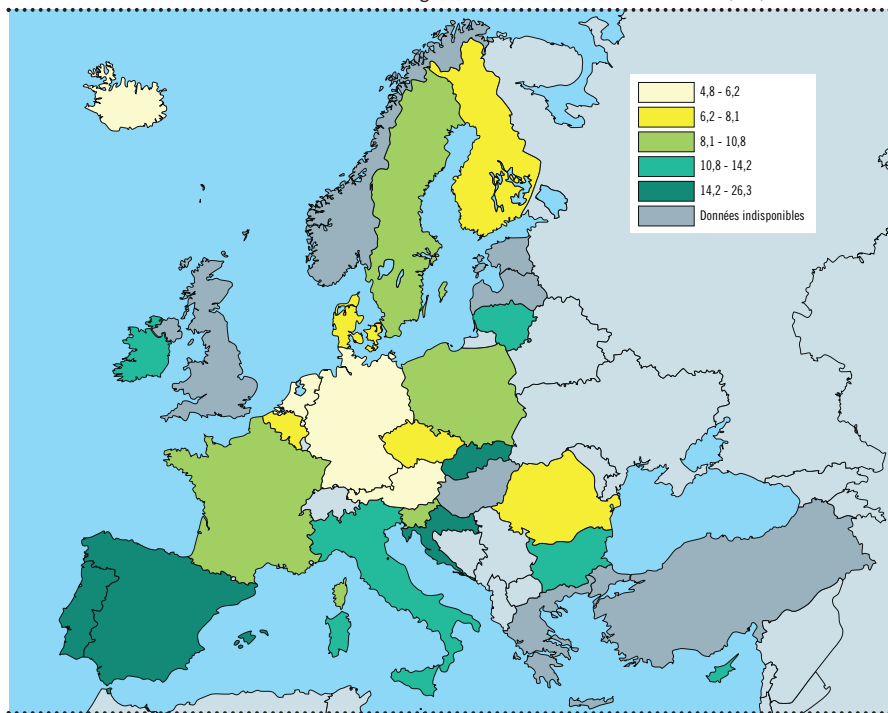 4,8 - 6,2
6,2 - 8,1
8,1 - 10,8
10,8 - 14,2
14,2 - 26,3
Données indisponibles